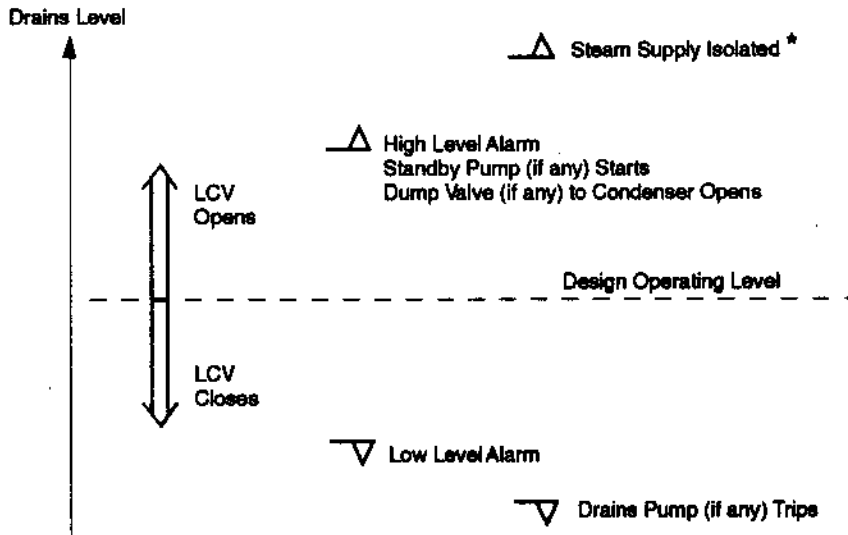 Drains Level
Steam Supply Isolated *
High Level Alarm
Standby Pump (if any) Starts
Dump Valve (if any) to Condenser Opens
LCV
Opens
Design Operating Level
LCV
Closes
Low Level Alarm
Drains Pump (if any) Trips